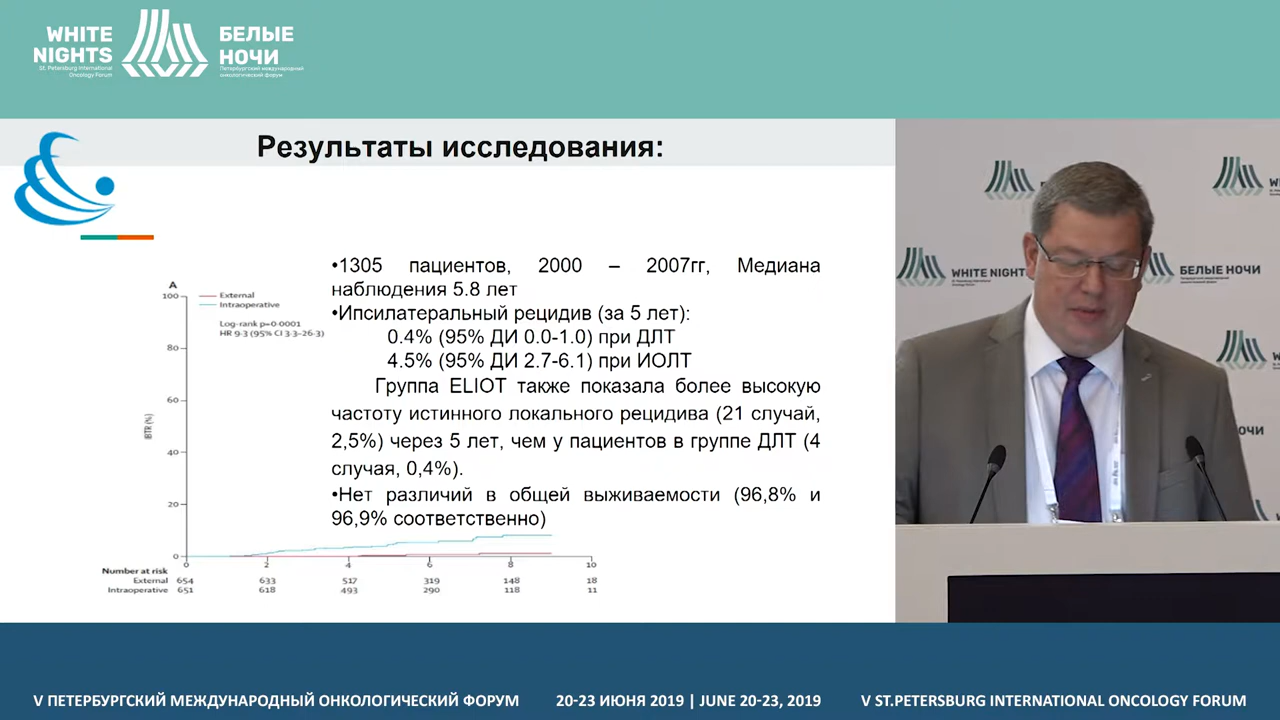 WHITE
NIGHTS
St. Petersburg International
Oncology Forum
БЕЛЫЕ
НОЧИ
Петербургский международный
онкологический форум
Результаты исследования:
•1305 пациентов, 2000 – 2007гг, Медиана
наблюдения 5.8 лет
•Ипсилатеральный рецидив (за 5 лет):
0.4% (95% ДИ 0.0-1.0) при ДЛТ
4.5% (95% ДИ 2.7-6.1) при ИОЛТ
Группа ELIOT также показала более высокую
частоту истинного локального рецидива (21 случай,
2,5%) через 5 лет, чем у пациентов в группе ДЛТ (4
случая, 0,4%).
•Нет различий в общей выживаемости (96,8% и
96,9% соответственно)
A
External
Intraoperative
Log-rank p=0·0001
HR 9·3 (95% CI 3·3–26·3)
IBTR (%)
100
80
60
40
20
0
0 2 4 6 8 10
Number at risk
External 654 633 517 319 148 18
Intraoperative 651 618 493 290 118 11
WHITE NIGHT
БЕЛЫЕ НОЧИ
ОЧИ
V ПЕТЕРБУРГСКИЙ МЕЖДУНАРОДНЫЙ ОНКОЛОГИЧЕСКИЙ ФОРУМ
20-23 ИЮНЯ 2019 | JUNE 20-23, 2019
V ST.PETERSBURG INTERNATIONAL ONCOLOGY FORUM